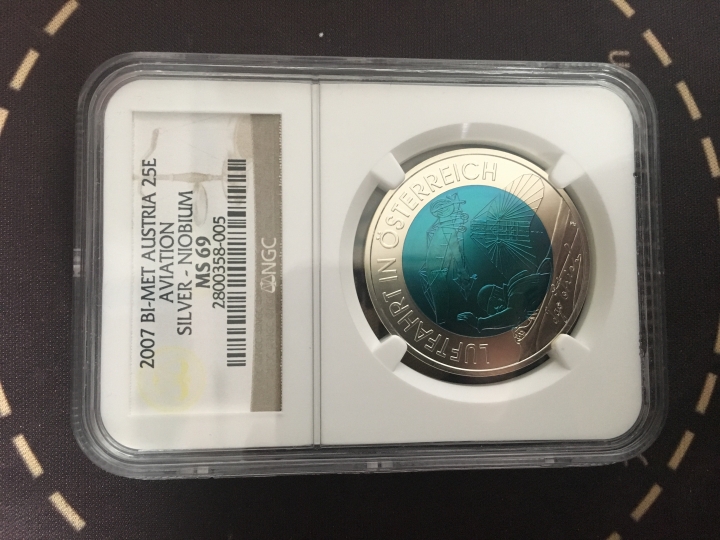 2007 BI-MET AUSTRIA 25E
AVIATION
SILVER - NIOBIUM
MS 69
2800358-005
NGC
LUFTFAHRT IN ÖSTERREICH